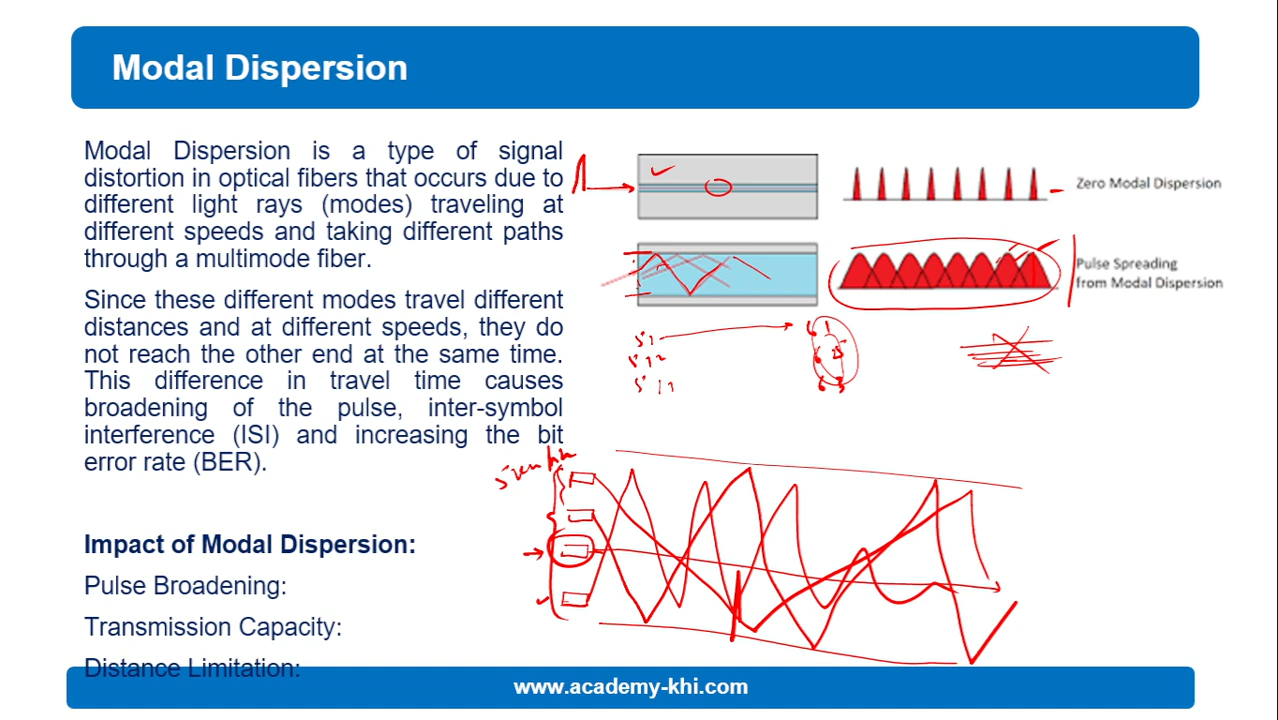 Modal Dispersion
Modal Dispersion is a type of signal
distortion in optical fibers that occurs due to
different light rays (modes) traveling at
different speeds and taking different paths
through a multimode fiber.
Since these different modes travel different
distances and at different speeds, they do
not reach the other end at the same time.
This difference in travel time causes
broadening of the pulse, inter-symbol
interference (ISI) and increasing the bit
error rate (BER).
Impact of Modal Dispersion:
Pulse Broadening:
Transmission Capacity:
Distance Limitation:
Zero Modal Dispersion
Pulse Spreading
from Modal Dispersion
www.academy-khi.com